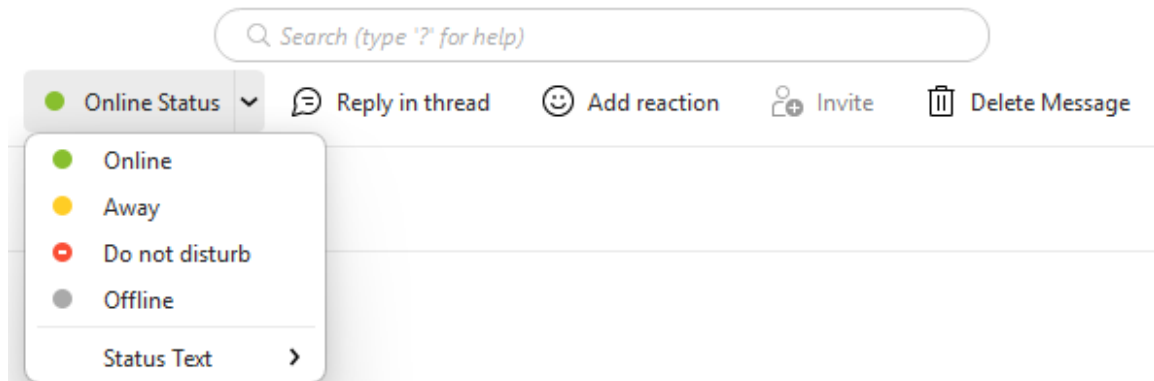 Search (type '?' for help)
Online Status Reply in thread Add reaction Invite Delete Message
Online
Away
Do not disturb
Offline
Status Text